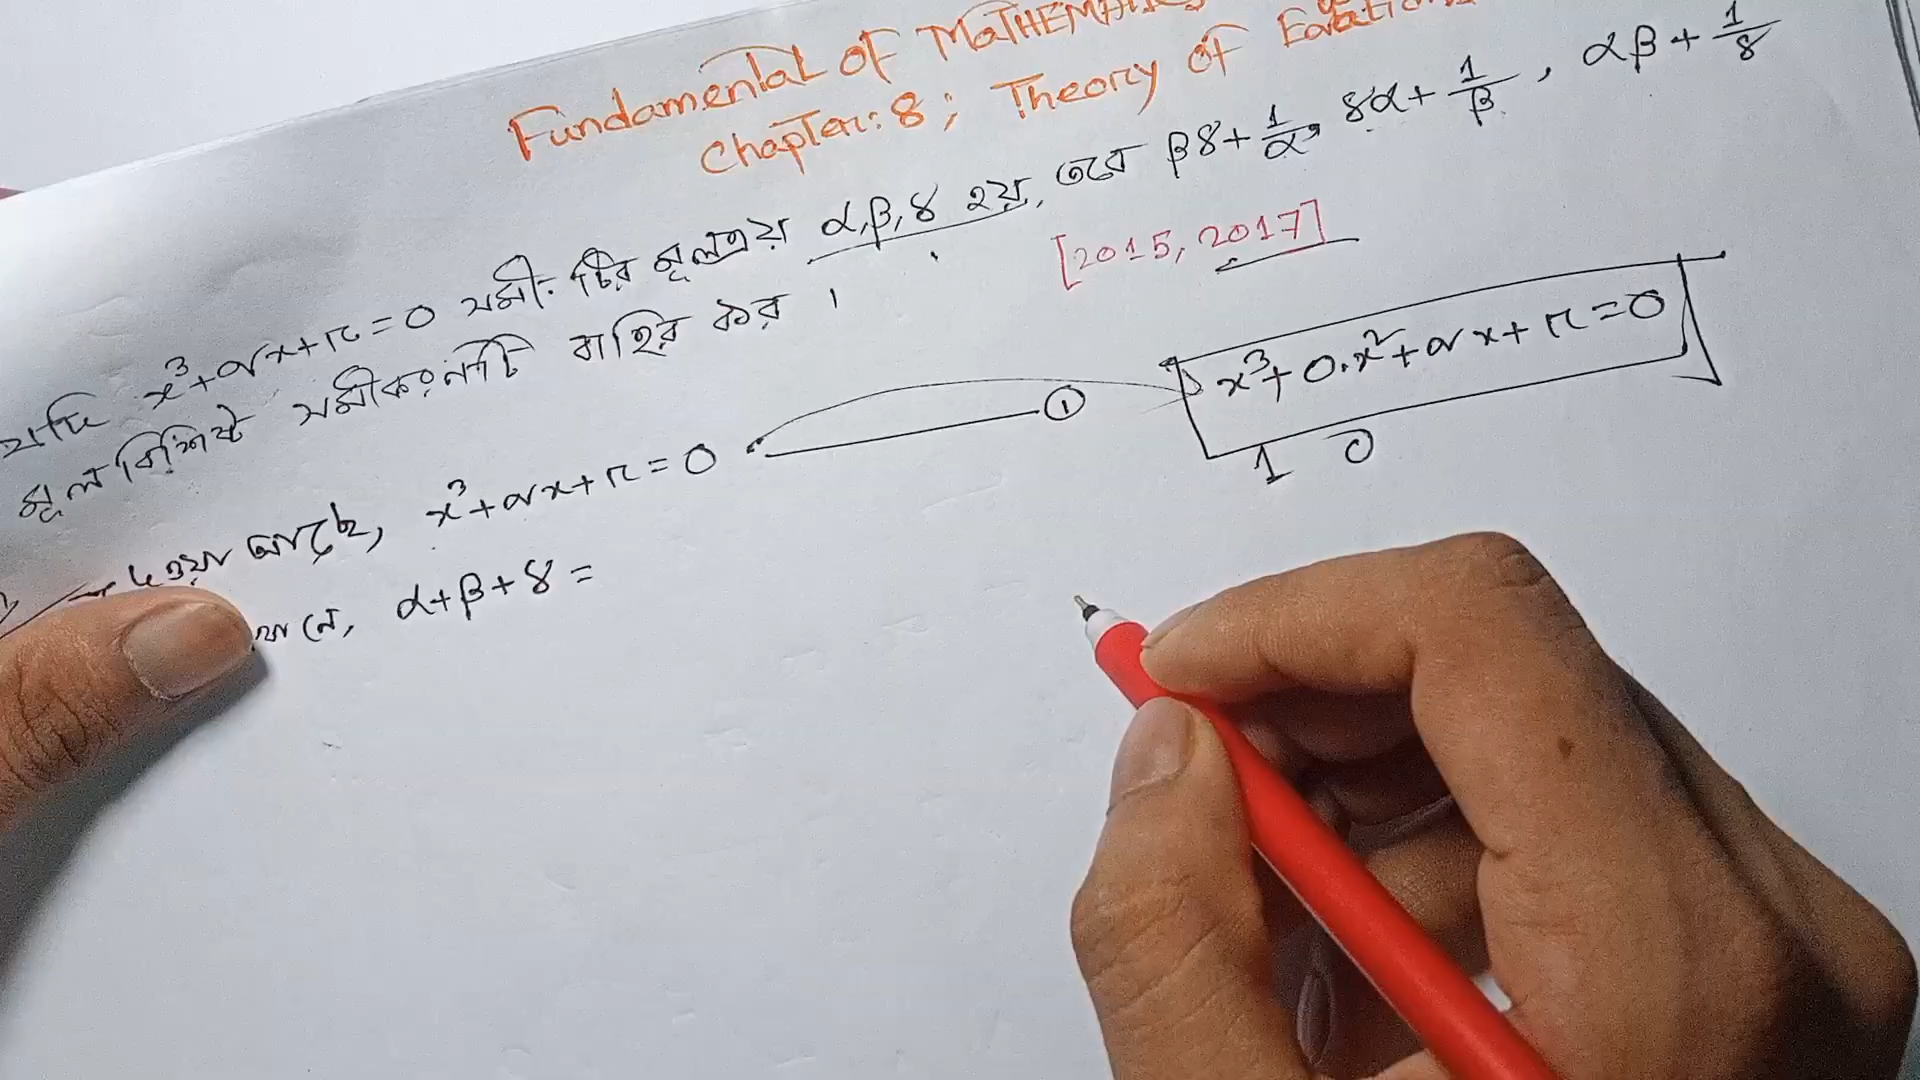 Fundamental of MATHEMATIC
Chapter: 8; Theory of Equation
যদি x³+qx+r=0 সমী: টির মূলত্রয় α,β,γ হয়, তবে βγ+1/α, γα+1/β, αβ+1/γ
মূল বিশিষ্ট সমীকরণটি বাহির কর। [2015, 2017]
দেওয়া আছে, x³+qx+r=0 ①
x³+0.x²+qx+r=0
1 0
α+β+γ=